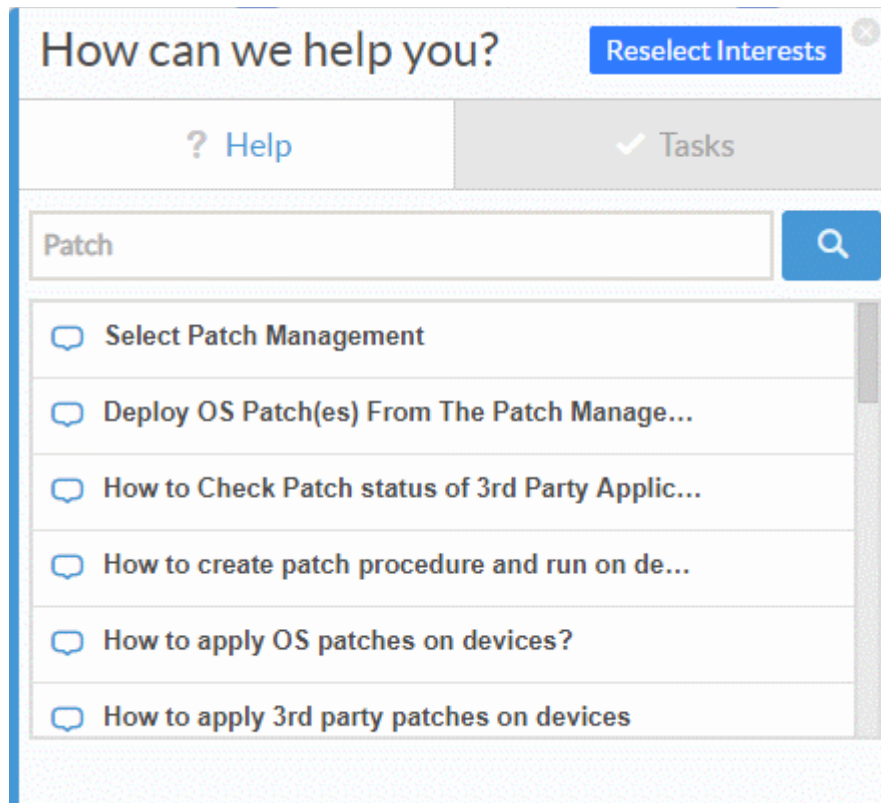 How can we help you?
Reselect Interests
? Help
Tasks
Patch
Select Patch Management
Deploy OS Patch(es) From The Patch Manage...
How to Check Patch status of 3rd Party Applic...
How to create patch procedure and run on de...
How to apply OS patches on devices?
How to apply 3rd party patches on devices